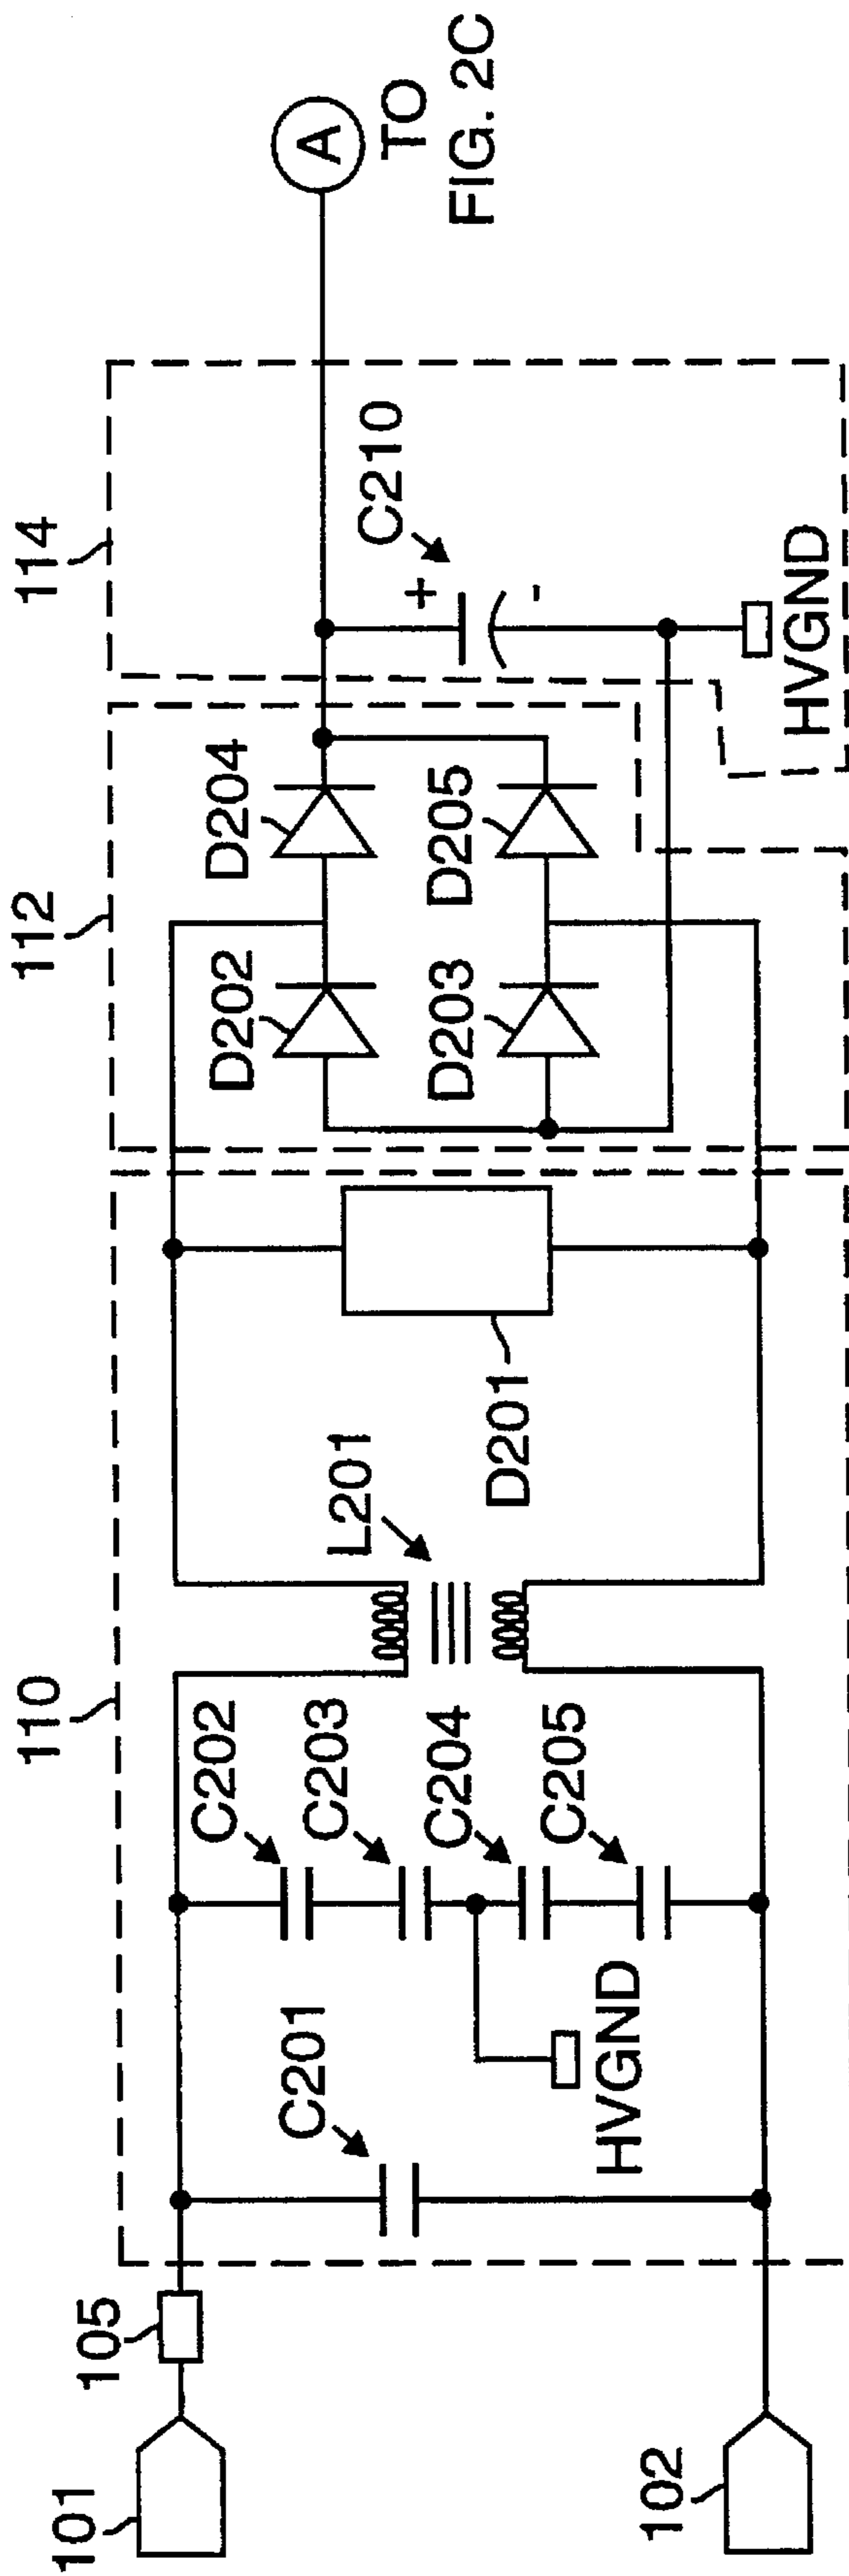 101
105
102
110
C201
HVGND
C202
C203
C204
C205
L201
D201
112
D202
D204
D203
D205
114
+
C210
-
HVGND
A
TO
FIG. 2C